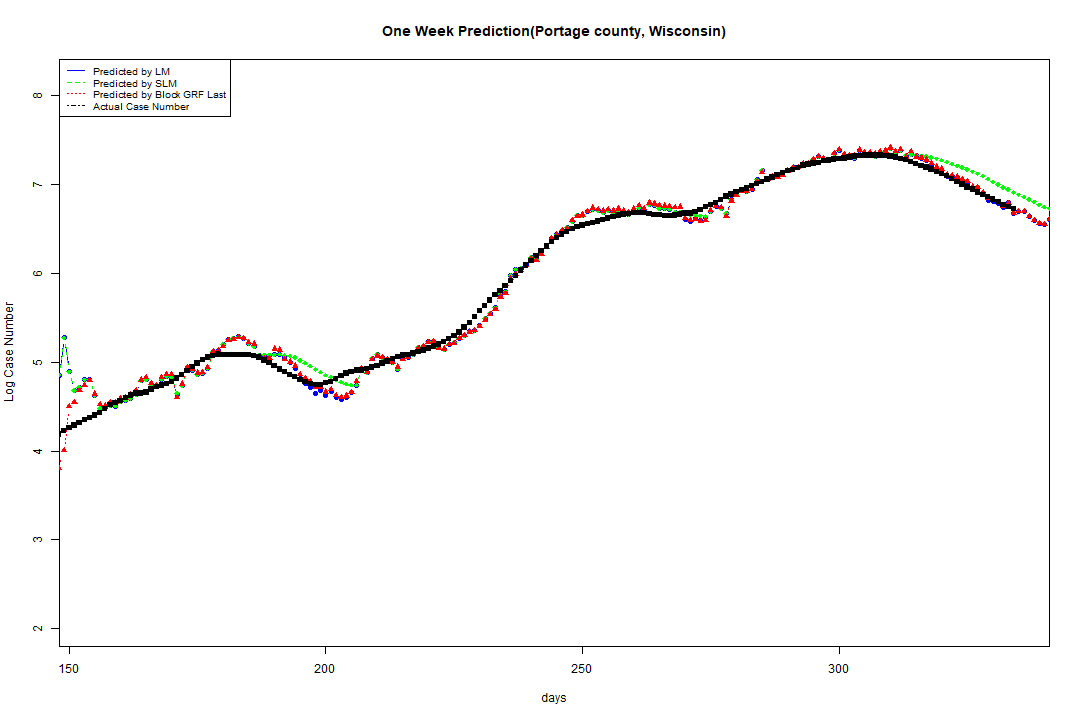 One Week Prediction(Portage county, Wisconsin)
Predicted by LM
Predicted by SLM
Predicted by Block GRF Last
Actual Case Number
8
7
6
5
4
3
2
Log Case Number
150 200 250 300
days